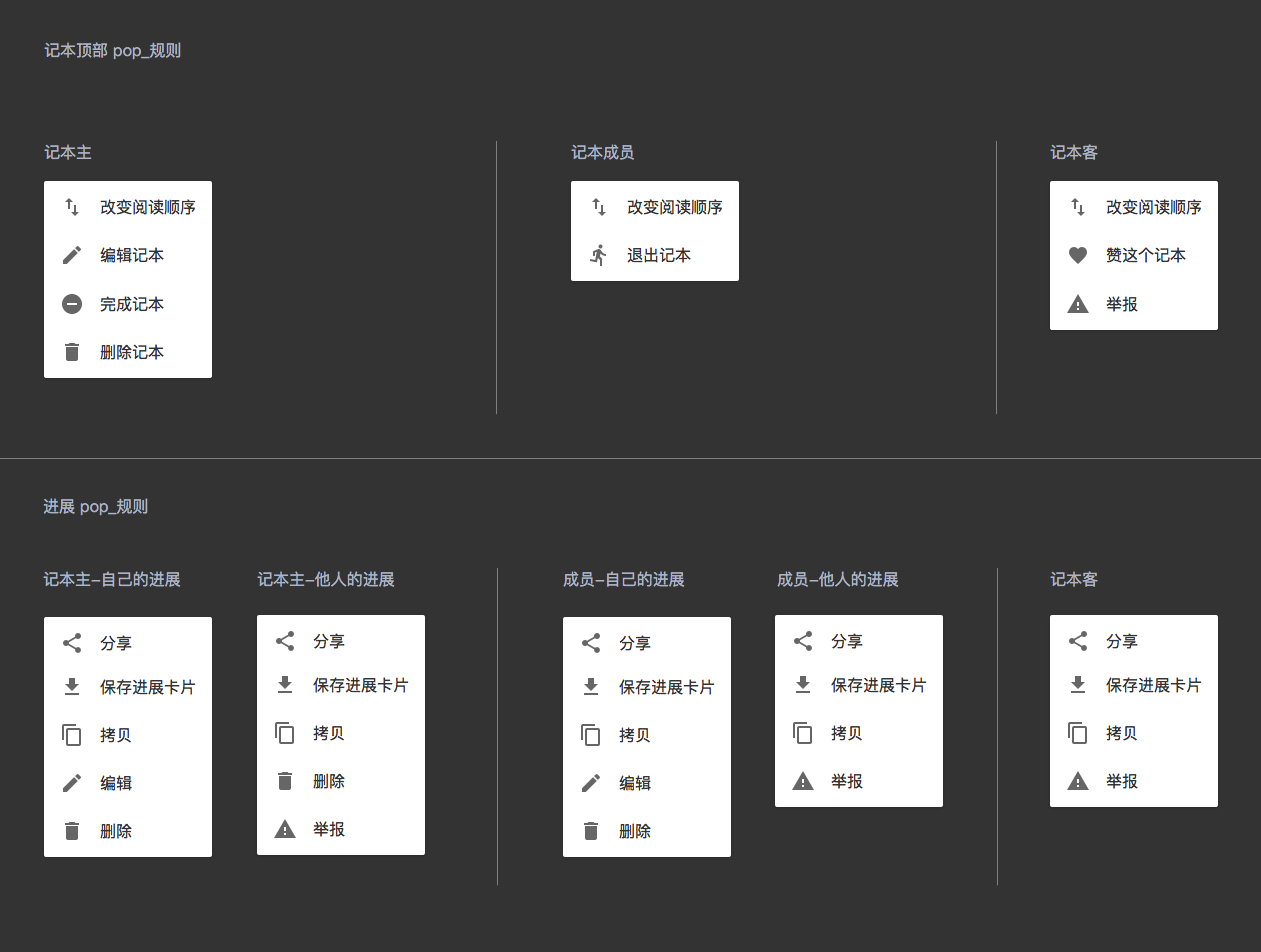 记本顶部 pop_规则
记本主
改变阅读顺序
编辑记本
完成记本
删除记本
记本成员
改变阅读顺序
退出记本
记本客
改变阅读顺序
赞这个记本
举报
进展 pop_规则
记本主–自己的进展
分享
保存进展卡片
拷贝
编辑
删除
记本主–他人的进展
分享
保存进展卡片
拷贝
删除
举报
成员–自己的进展
分享
保存进展卡片
拷贝
编辑
删除
成员–他人的进展
分享
保存进展卡片
拷贝
举报
记本客
分享
保存进展卡片
拷贝
举报